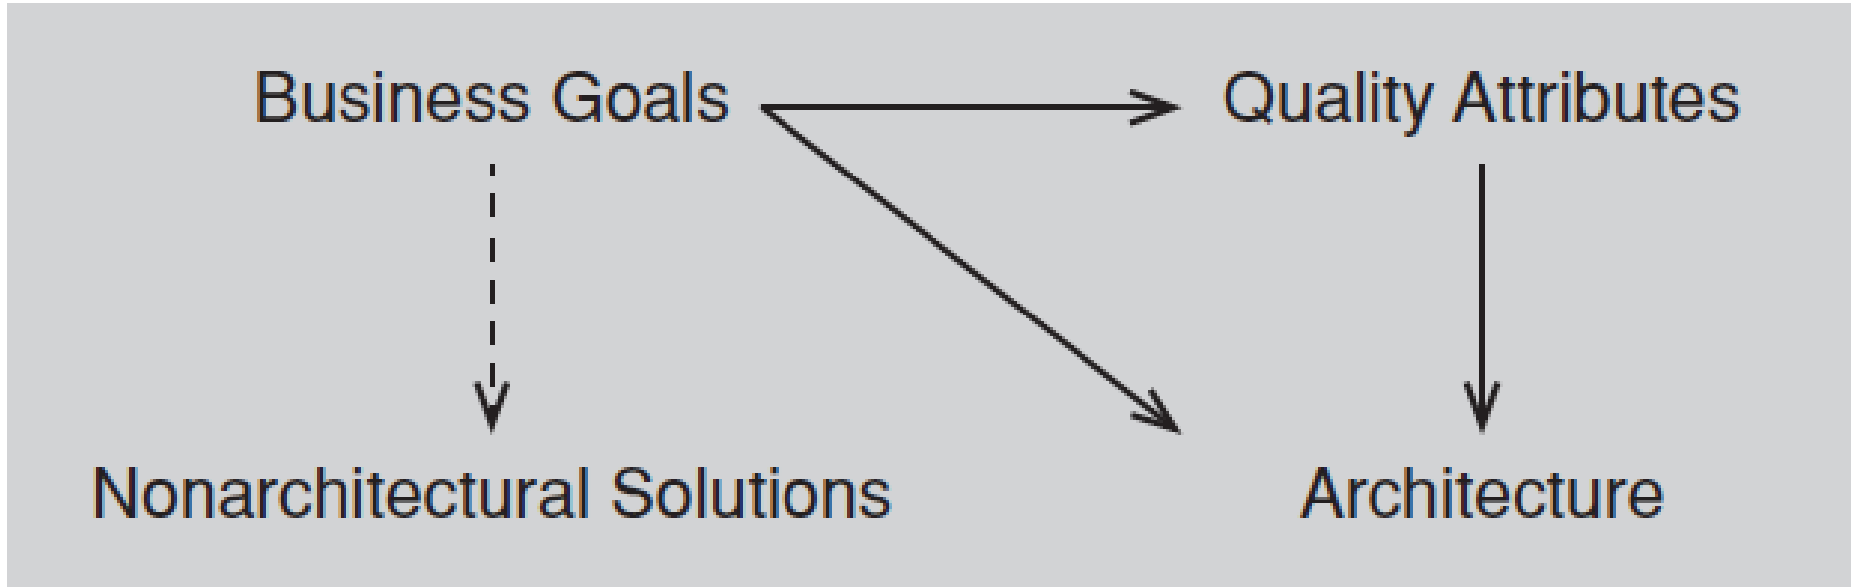 Business Goals
Quality Attributes
Nonarchitectural Solutions
Architecture